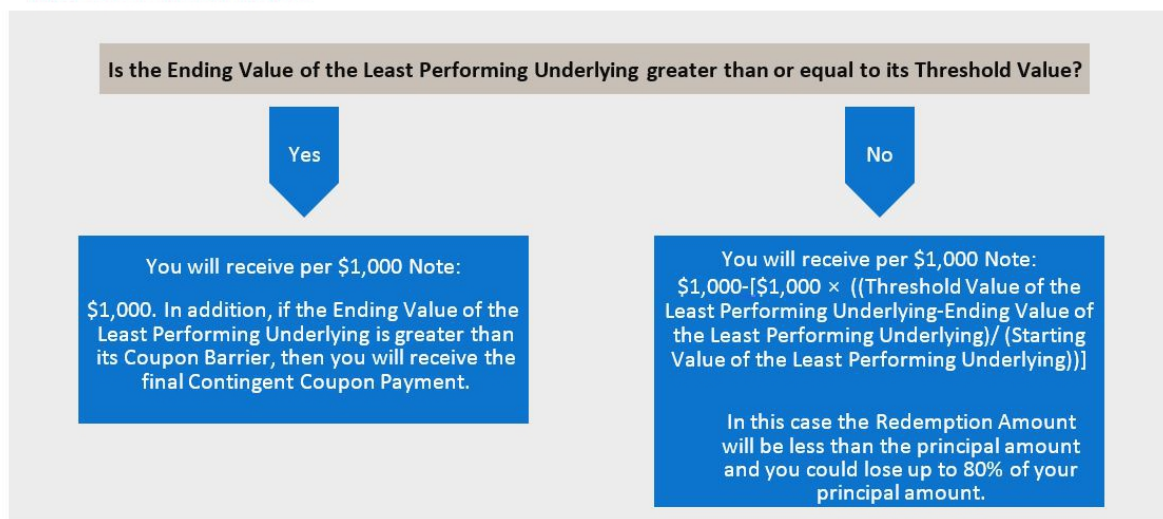 Is the Ending Value of the Least Performing Underlying greater than or equal to its Threshold Value?
Yes
No
You will receive per $1,000 Note:
$1,000. In addition, if the Ending Value of the
Least Performing Underlying is greater than
its Coupon Barrier, then you will receive the
final Contingent Coupon Payment.
You will receive per $1,000 Note:
$1,000-[$1,000 × ((Threshold Value of the
Least Performing Underlying-Ending Value of
the Least Performing Underlying)/ (Starting
Value of the Least Performing Underlying))]
In this case the Redemption Amount
will be less than the principal amount
and you could lose up to 80% of your
principal amount.